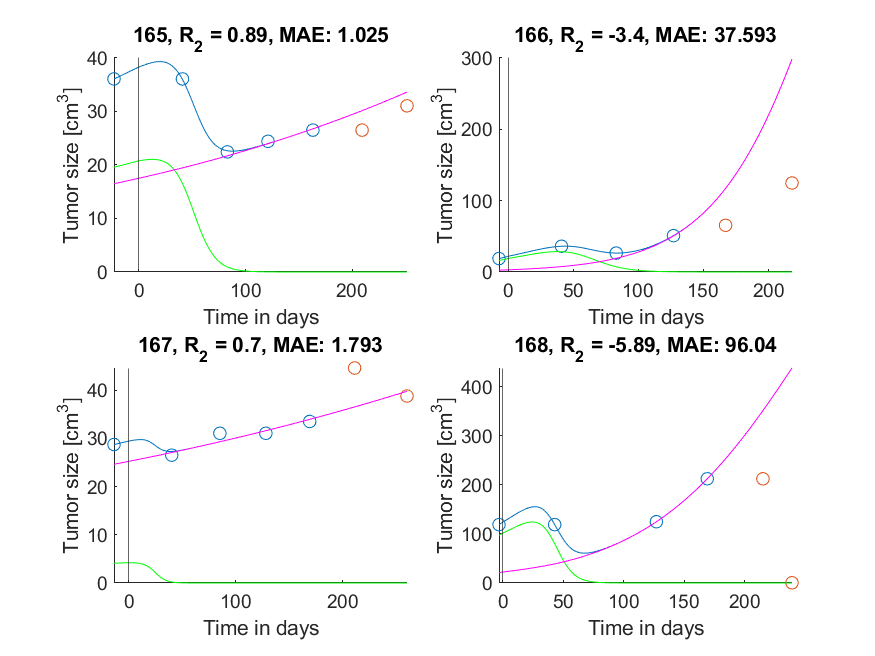 165, R2 = 0.89, MAE: 1.025
Tumor size [cm3]
40
30
20
10
0
0
100
200
Time in days
166, R2 = -3.4, MAE: 37.593
Tumor size [cm3]
300
200
100
0
0
50
100
150
200
Time in days
167, R2 = 0.7, MAE: 1.793
Tumor size [cm3]
40
30
20
10
0
0
100
200
Time in days
168, R2 = -5.89, MAE: 96.04
Tumor size [cm3]
400
300
200
100
0
0
50
100
150
200
Time in days